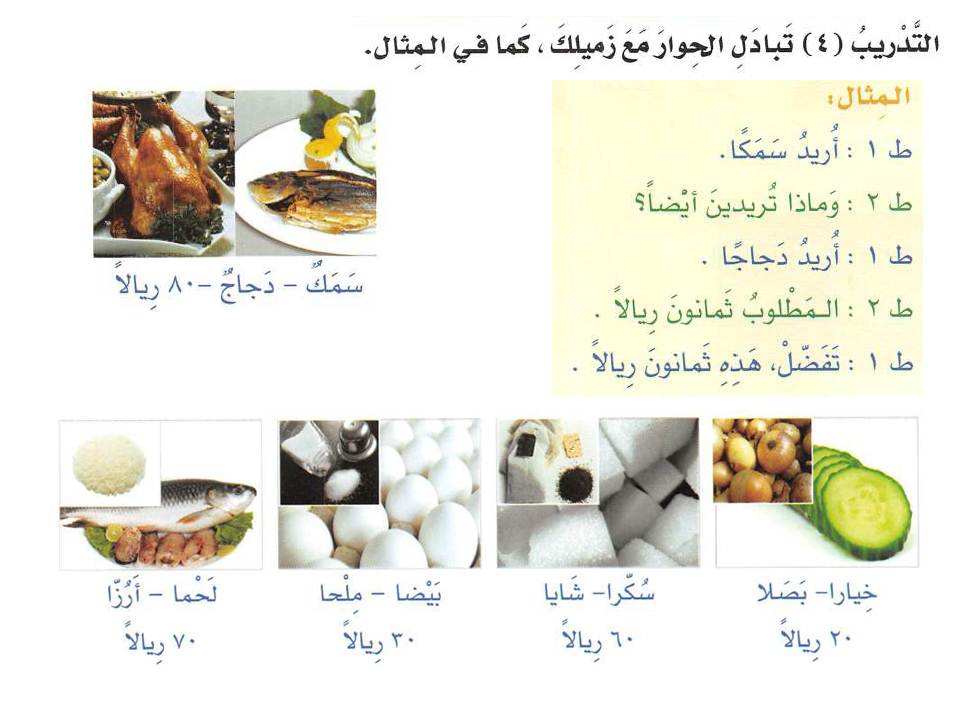 التَّدْريبُ (٤) تَبادَلِ الحِوارَ مَعَ زَميلِكَ ، كَما في المِثال.
المِثال:
ط ١ : أُريدُ سَمَكًا.
ط ٢ : وَماذا تُريدينَ أيْضاً؟
ط ١ : أُريدُ دَجاجًا .
ط ٢ : المَطْلوبُ ثَمانونَ رِيالاً .
ط ١ : تَفَضّلْ، هَذِهِ ثَمانونَ رِيالاً .
سَمَكٌ – دَجاجٌ -٨٠ رِيالاً
خِيارا- بَصَلا
٢٠ رِيالاً
سُكّرا- شَايا
٦٠ رِيالاً
بَيْضا – مِلْحا
٣٠ رِيالاً
لَحْما – أَرُزّا
٧٠ رِيالاً